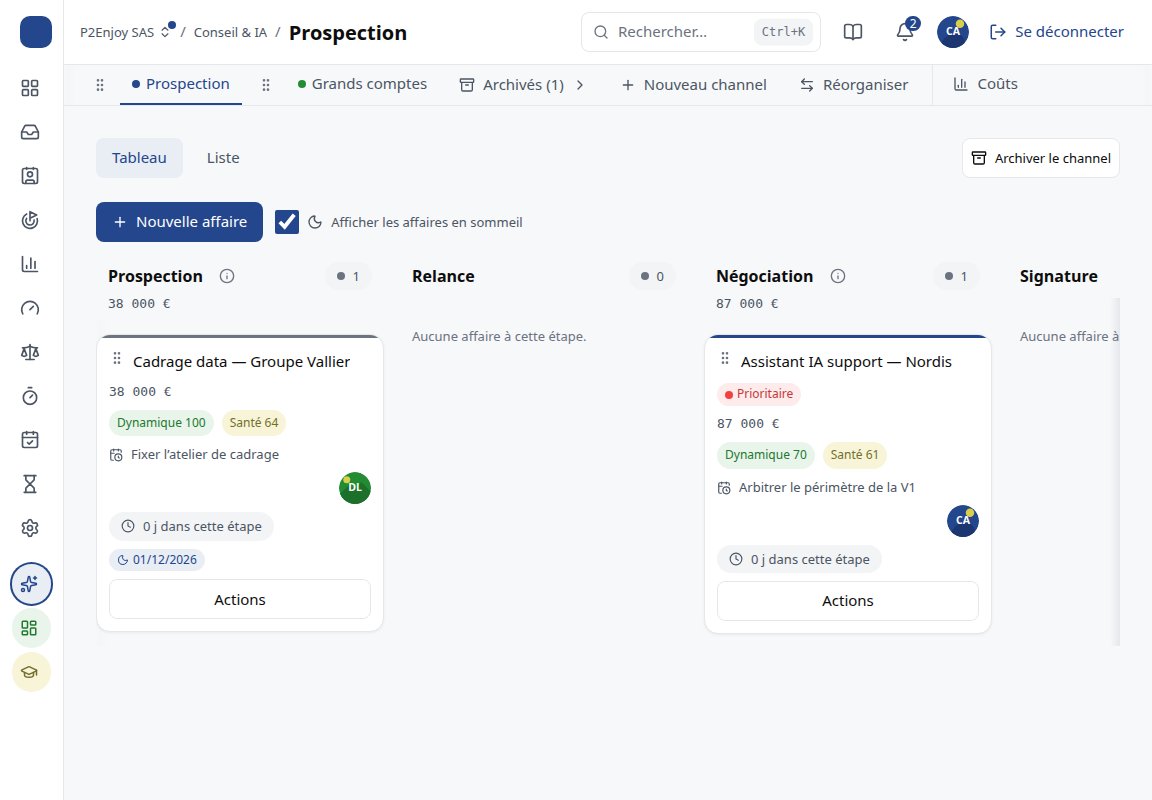 P2Enjoy SAS / Conseil & IA / Prospection
Rechercher... Ctrl+K
2
CA
Se déconnecter
Prospection
Grands comptes
Archivés (1)
Nouveau channel
Réorganiser
Coûts
Tableau
Liste
Archiver le channel
Nouvelle affaire
Afficher les affaires en sommeil
Prospection
1
38 000 €
Cadrage data — Groupe Vallier
38 000 €
Dynamique 100
Santé 64
Fixer l'atelier de cadrage
DL
0 j dans cette étape
01/12/2026
Actions
Relance
0
Aucune affaire à cette étape.
Négociation
1
87 000 €
Assistant IA support — Nordis
Prioritaire
87 000 €
Dynamique 70
Santé 61
Arbitrer le périmètre de la V1
CA
0 j dans cette étape
Actions
Signature
Aucune affaire à